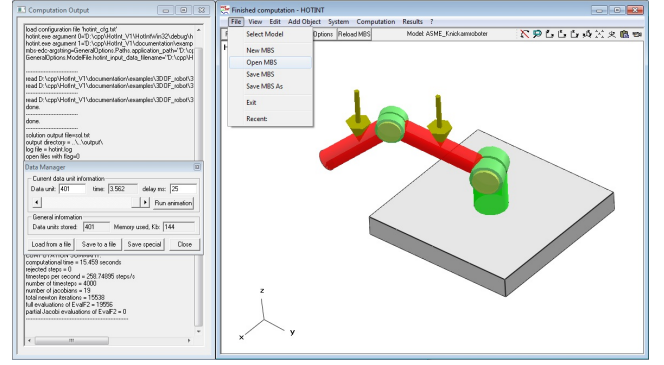 Computation Output
load configuration file 'hotint_cfg.txt'
hotint.exe argument 0='D:\cpp\HotInt_V1\HotIntWin32\debug\h
hotint.exe argument 1='D:\cpp\HotInt_V1\documentation\examp
mbs-edc-argstring=GeneralOptions.Paths.application_path="D:\cp
GeneralOptions.ModelFile.hotint_input_data_filename="D:\cpp\H
read D:\cpp\HotInt_V1\documentation\examples\3DOF_robot\3
read D:\cpp\HotInt_V1\documentation\examples\3DOF_robot\3
read D:\cpp\HotInt_V1\documentation\examples\3DOF_robot\3
done.
done.
solution output file=sol.txt
output directory = ..\..\output\
log file = hotint.log
open files with flag=0
Data Manager
Current data unit information
Data unit: 401 time: 3.562 delay ms: 25
Run animation
General information
Data units stored: 401 Memory used, Kb: 144
Load from a file Save to a file Save special Close
computational time = 15.459 seconds
rejected steps = 0
timesteps per second = 258.74895 steps/s
number of timesteps = 4000
number of jacobians = 19
total newton iterations = 15538
full evaluations of EvalF2 = 19556
partial Jacobi evaluations of EvalF2 = 0
Finished computation - HOTINT
File View Edit Add Object System Computation Results ?
Options Reload MBS Model: ASME_Knickarmroboter
Select Model
New MBS
Open MBS
Save MBS
Save MBS As
Exit
Recent:
z
x
y